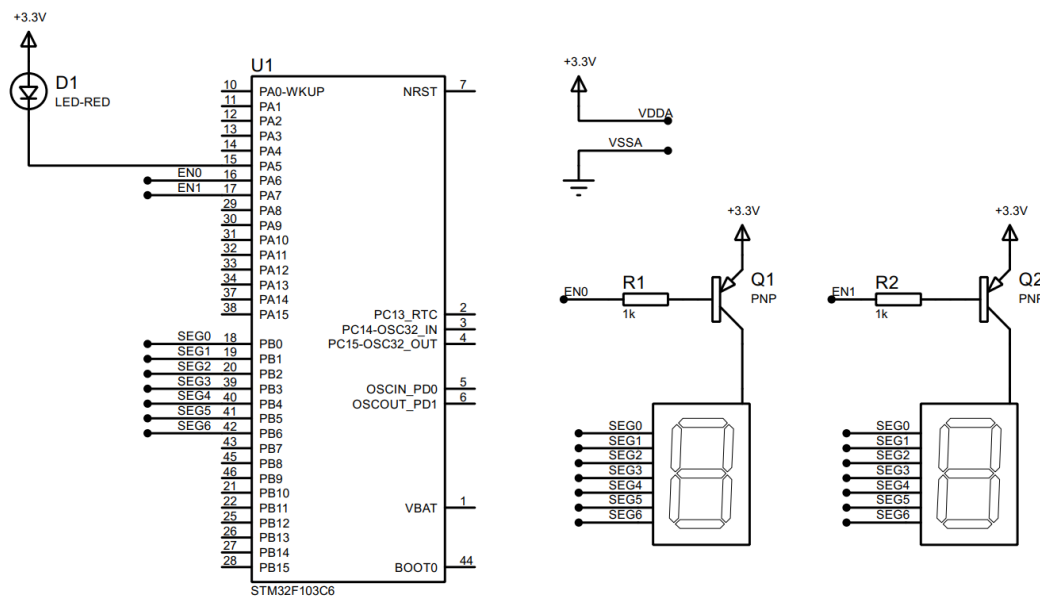 +3.3V
D1
LED-RED
U1
10 PA0-WKUP NRST 7
11 PA1
12 PA2
13 PA3
14 PA4
15 PA5
EN0 16 PA6
EN1 17 PA7
29 PA8
30 PA9
31 PA10
32 PA11
33 PA12
34 PA13
37 PA14
38 PA15
PC13_RTC 2
PC14-OSC32_IN 3
SEG0 18 PB0 PC15-OSC32_OUT 4
SEG1 19 PB1
SEG2 20 PB2
SEG3 39 PB3 OSCIN_PD0 5
SEG4 40 PB4 OSCOUT_PD1 6
SEG5 41 PB5
SEG6 42 PB6
43 PB7
45 PB8
46 PB9
21 PB10
22 PB11 VBAT 1
25 PB12
26 PB13
27 PB14
28 PB15 BOOT0 44
STM32F103C6
+3.3V
VDDA
VSSA
+3.3V
EN0
R1
1k
Q1
PNP
SEG0
SEG1
SEG2
SEG3
SEG4
SEG5
SEG6
+3.3V
EN1
R2
1k
Q2
PNP
SEG0
SEG1
SEG2
SEG3
SEG4
SEG5
SEG6